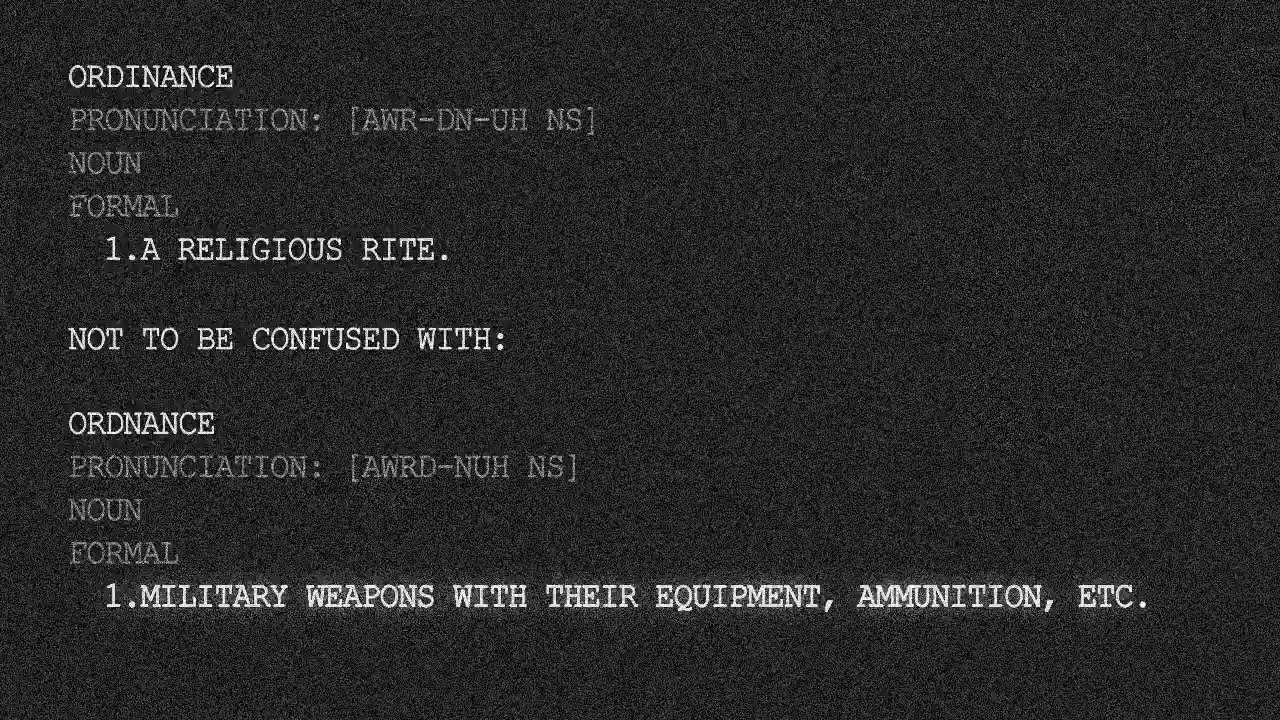 ORDINANCE
PRONUNCIATION: [AWR-DN-UH NS]
NOUN
FORMAL
1.A RELIGIOUS RITE.
NOT TO BE CONFUSED WITH:
ORDNANCE
PRONUNCIATION: [AWRD-NUH NS]
NOUN
FORMAL
1.MILITARY WEAPONS WITH THEIR EQUIPMENT, AMMUNITION, ETC.